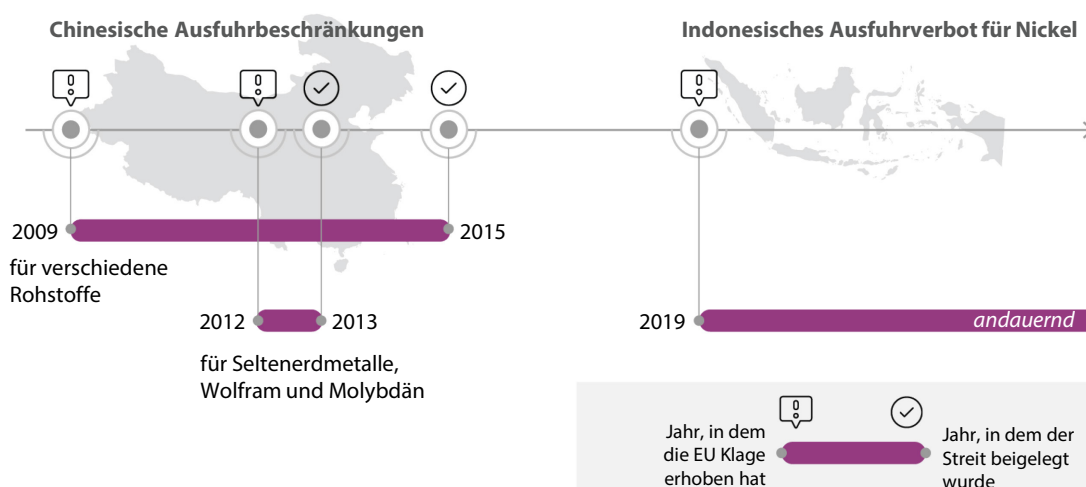 Chinesische Ausfuhrbeschränkungen
Indonesisches Ausfuhrverbot für Nickel
2009
2015
für verschiedene
Rohstoffe
2012
2013
für Seltenerdmetalle,
Wolfram und Molybdän
2019
andauernd
Jahr, in dem
die EU Klage
erhoben hat
Jahr, in dem der
Streit beigelegt
wurde